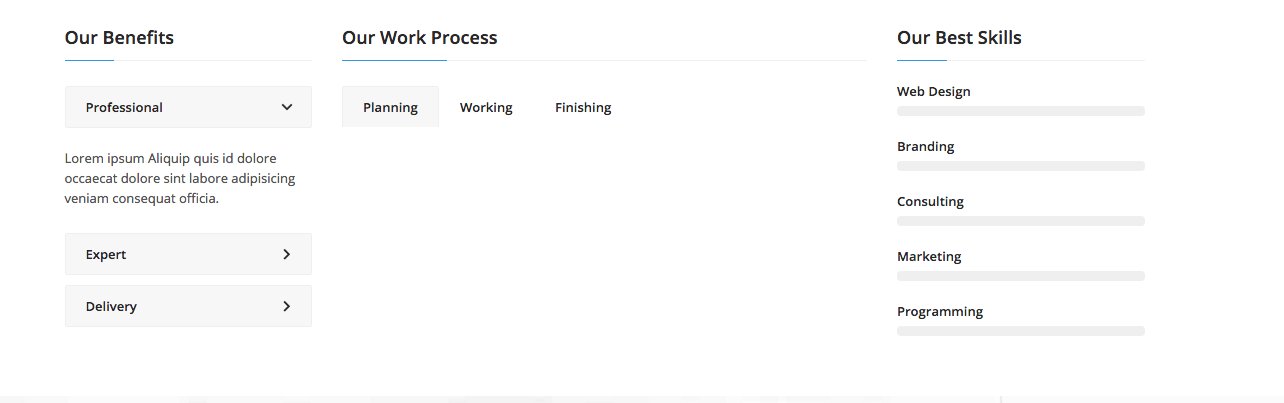 Our Benefits
Professional
Lorem ipsum Aliquip quis id dolore
occaecat dolore sint labore adipisicing
veniam consequat officia.
Expert
Delivery
Our Work Process
Planning Working Finishing
Our Best Skills
Web Design
Branding
Consulting
Marketing
Programming